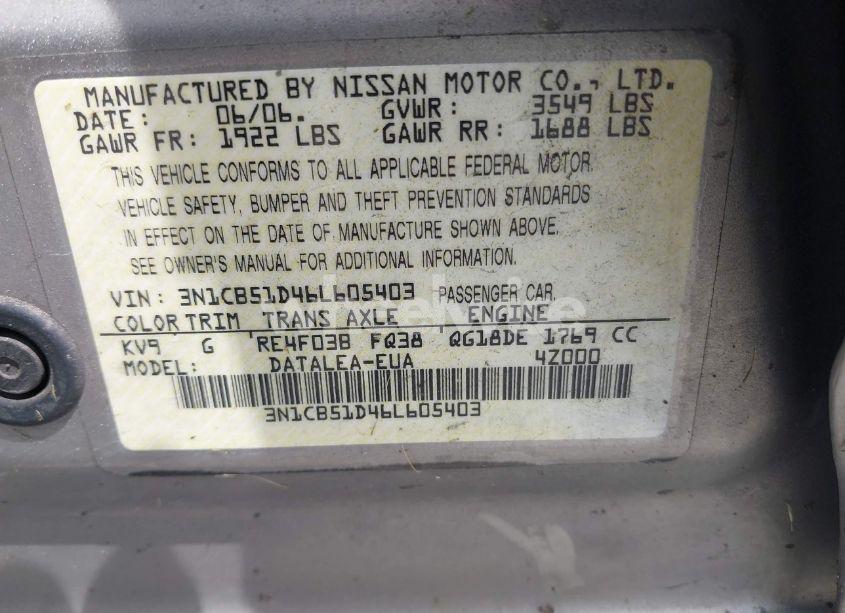 MANUFACTURED BY NISSAN MOTOR CO., LTD.
DATE: 06/06. GVWR: 3549 LBS
GAWR FR: 1922 LBS GAWR RR: 1688 LBS
THIS VEHICLE CONFORMS TO ALL APPLICABLE FEDERAL MOTOR
VEHICLE SAFETY, BUMPER AND THEFT PREVENTION STANDARDS
IN EFFECT ON THE DATE OF MANUFACTURE SHOWN ABOVE.
SEE OWNER'S MANUAL FOR ADDITIONAL INFORMATION.
VIN: 3N1CB51D46L605403 PASSENGER CAR.
COLOR,TRIM TRANS AXLE ENGINE
KV9 G RE4F03B FQ38 QG18DE 1769 CC
MODEL: DATALEA-EUA 4Z000
3N1CB51D46L605403